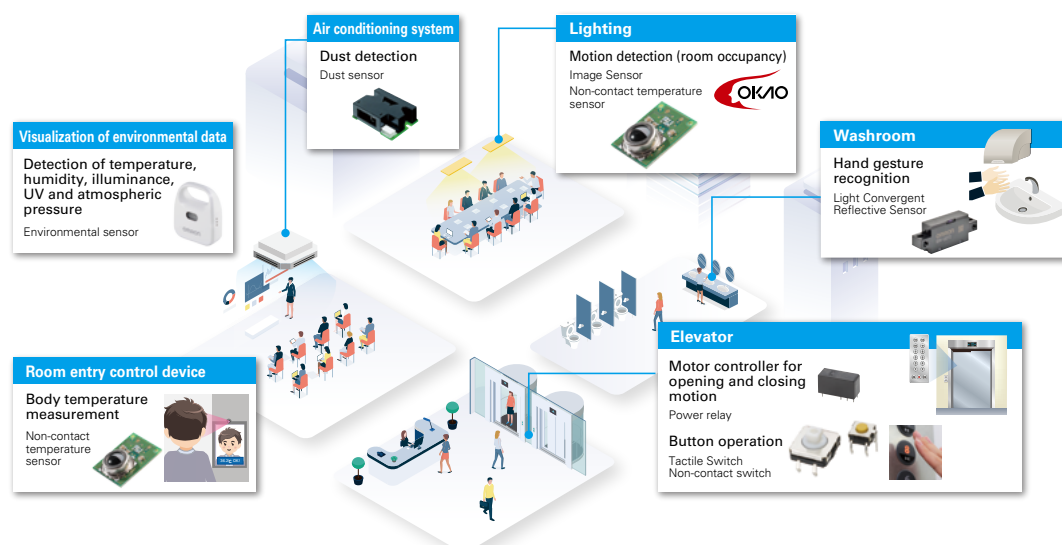 Air conditioning system
Dust detection
Dust sensor
Lighting
Motion detection (room occupancy)
Image Sensor
Non-contact temperature
sensor
OKAO
Visualization of environmental data
Detection of temperature,
humidity, illuminance,
UV and atmospheric
pressure
Environmental sensor
Washroom
Hand gesture
recognition
Light Convergent
Reflective Sensor
Room entry control device
Body temperature
measurement
Non-contact
temperature
sensor
Elevator
Motor controller for
opening and closing
motion
Power relay
Button operation
Tactile Switch
Non-contact switch